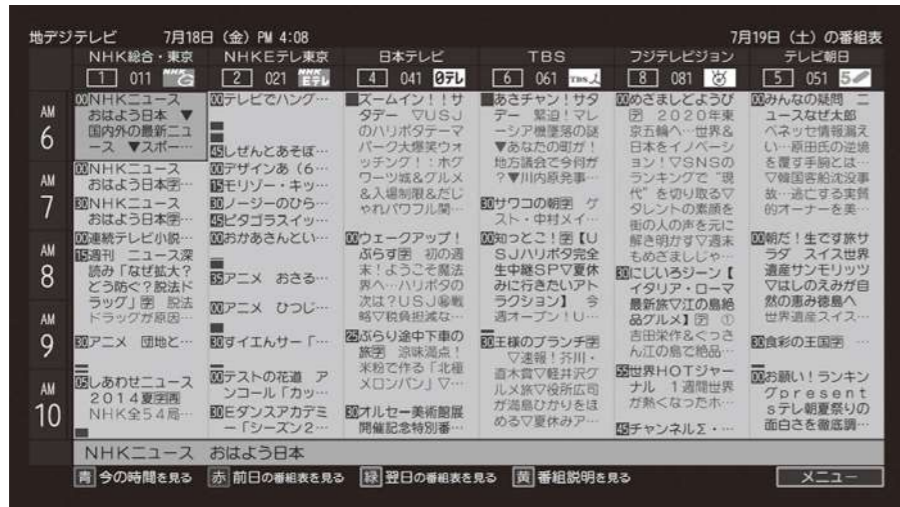 地デジテレビ 7月18日（金）PM 4:08 7月19日（土）の番組表
NHK総合・東京 NHKEテレ東京 日本テレビ TBS フジテレビジョン テレビ朝日
1 011 NHK G 2 021 NHK Eテレ 4 041 日テレ 6 061 TBS 8 081 5 051 5
AM
6
AM
7
AM
8
AM
9
AM
10
00NHKニュース
おはよう日本 ▼
国内外の最新ニュ
ース ▼スポー…
00NHKニュース
おはよう日本字…
30NHKニュース
おはよう日本字…
00連続テレビ小説…
15週刊 ニュース深
読み「なぜ拡大？
どう防ぐ？脱法ド
ラッグ」字 脱法
ドラッグが原因…
30アニメ 団地と…
05しあわせニュース
2014夏字再
NHK全54局…
00テレビでハング…
45しぜんとあそぼ…
00デザインあ（6…
15モリゾー・キッ…
30ノージーのひら…
45ピタゴラスイッ…
00おかあさんとい…
35アニメ おさる…
00アニメ ひつじ…
30すイエんサー「…
00テストの花道 ア
ンコール「カッ…
30Eダンスアカデミ
ー「シーズン2…
ズームイン！！サ
タデー ▽USJ
のハリポタテーマ
パーク大爆笑ウォ
ッチング！：ホグ
ワーツ城＆グルメ
＆入場制限＆だじ
ゃれパワフル関…
00ウェークアップ！
ぷらす字 初の週
末！ようこそ魔法
界へ…ハリポタの
次は？USJ㊙戦
略▽税負担減な…
25ぶらり途中下車の
旅字 涼味満点！
米粉で作る「北極
メロンパン」▽…
30オルセー美術館展
開催記念特別番…
あさチャン！サタ
デー 緊迫！マレ
ーシア機墜落の謎
▼あなたの町が！
地方議会で今何が
？▼川内原発事…
30サワコの朝字 ゲ
スト・中村メイ…
00知っとこ！字【U
SJハリポタ完全
生中継SP▽夏休
みに行きたいアト
ラクション】 今
週オープン！U…
30王様のブランチ字
▽速報！芥川・
直木賞▽軽井沢グ
ルメ旅▽役所広司
が満島ひかりをほ
める▽夏休みア…
00めざましどようび
字 2020年東
京五輪へ…世界＆
日本をイノベーシ
ョン！▽SNSの
ランキングで“現
代”を切り取る▽
タレントの素顔を
街の人の声を元に
解き明かす▽週末
もめざましじゃ…
30にじいろジーン【
イタリア・ローマ
最新旅▽江の島絶
品グルメ】字 ①
吉田栄作＆ぐっさ
ん江の島で絶品…
55世界HOTジャー
ナル 1週間世界
が熱くなったホ…
45チャンネルΣ・…
00みんなの疑問 ニ
ュースなぜ太郎
ベネッセ情報漏え
い…原田氏の逆境
を覆す手腕とは…
▽韓国客船沈没事
故…逃亡する実質
的オーナーを美…
00朝だ！生です旅サ
ラダ スイス世界
遺産サンモリッツ
▽はしのえみが自
然の恵み徳島へ
世界遺産スイス…
30食彩の王国字 …
00お願い！ランキン
グpresent
sテレ朝夏祭りの
面白さを徹底調…
NHKニュース おはよう日本
青 今の時間を見る 赤 前日の番組表を見る 緑 翌日の番組表を見る 黄 番組説明を見る メニュー